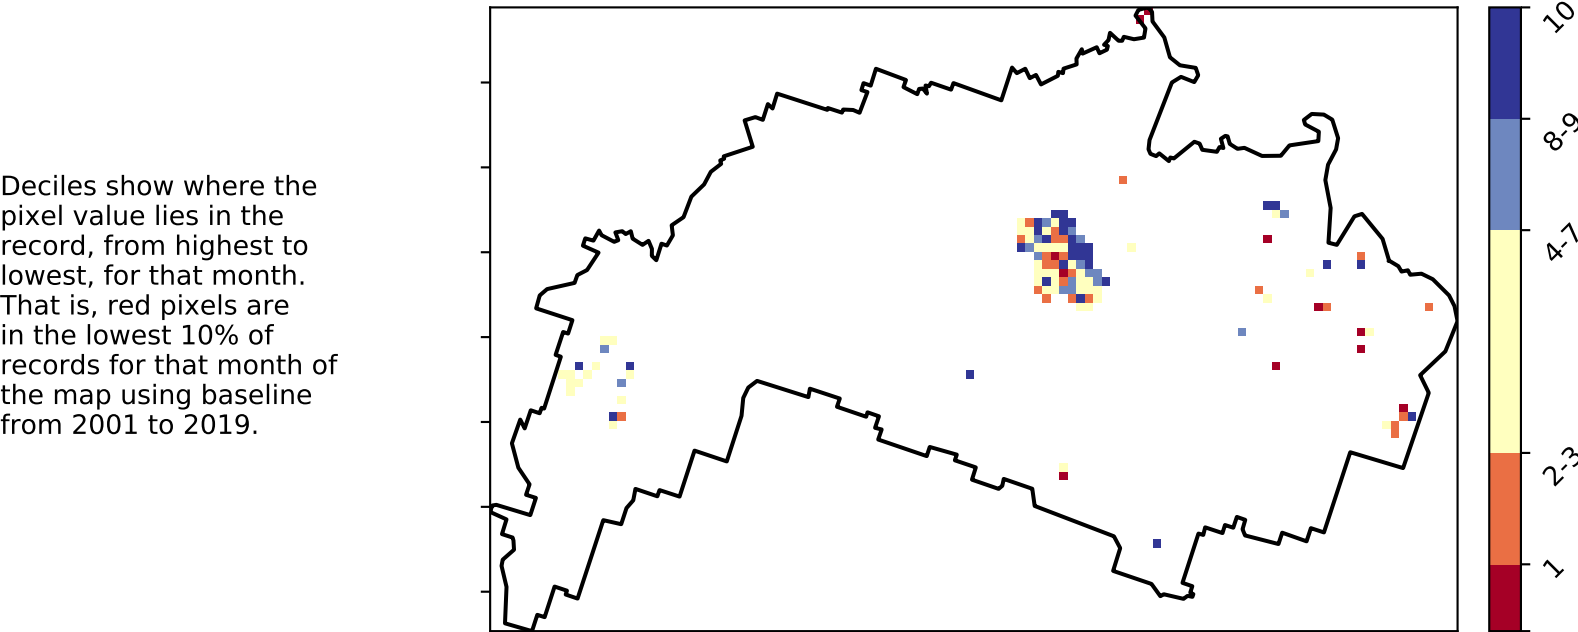 Deciles show where the
pixel value lies in the
record, from highest to
lowest, for that month.
That is, red pixels are
in the lowest 10% of
records for that month of
the map using baseline
from 2001 to 2019.
10
8-9
4-7
2-3
1